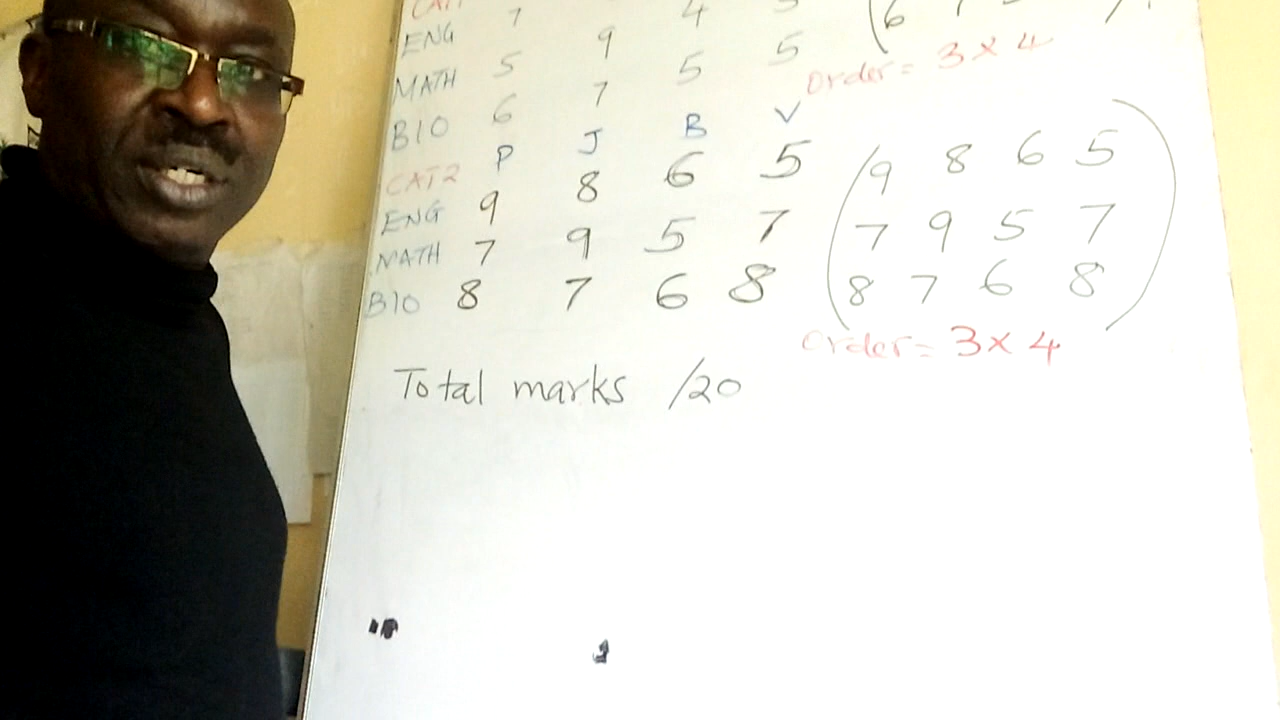 CAT1
ENG 7 9 4 5
MATH 5 7 5 5
BIO 6
P J B V
CAT2
ENG 9 8 6 5
MATH 7 9 5 7
BIO 8 7 6 8
Total marks /20
6 7
Order = 3 x 4
9 8 6 5
7 9 5 7
8 7 6 8
Order = 3 x 4